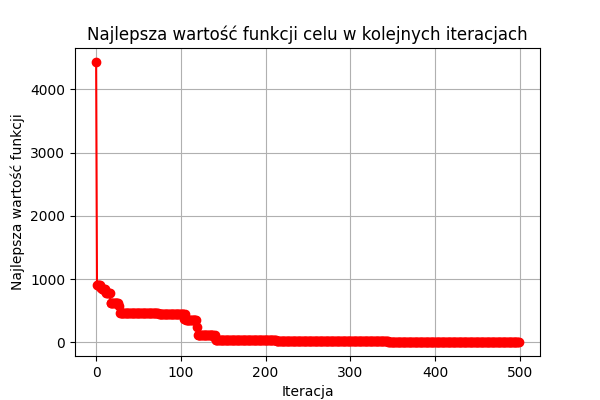 Najlepsza wartość funkcji celu w kolejnych iteracjach
Najlepsza wartość funkcji
4000
3000
2000
1000
0
0 100 200 300 400 500
Iteracja